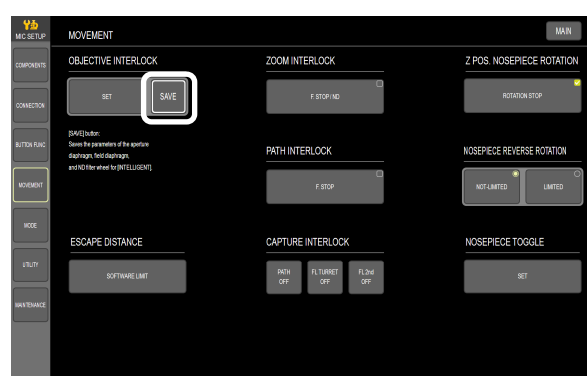 MIC SETUP
MOVEMENT
MAIN
COMPONENTS
CONNECTION
BUTTON FUNC
MOVEMENT
MODE
UTILITY
MAINTENANCE
OBJECTIVE INTERLOCK
SET
SAVE
[SAVE] button:
Saves the parameters of the aperture
diaphragm, field diaphragm,
and ND filter wheel for [INTELLIGENT].
ESCAPE DISTANCE
SOFTWARE LIMIT
ZOOM INTERLOCK
F. STOP / ND
PATH INTERLOCK
F. STOP
CAPTURE INTERLOCK
PATH
OFF
FL TURRET
OFF
FL 2nd
OFF
Z POS. NOSEPIECE ROTATION
ROTATION STOP
NOSEPIECE REVERSE ROTATION
NOT-LIMITED
LIMITED
NOSEPIECE TOGGLE
SET